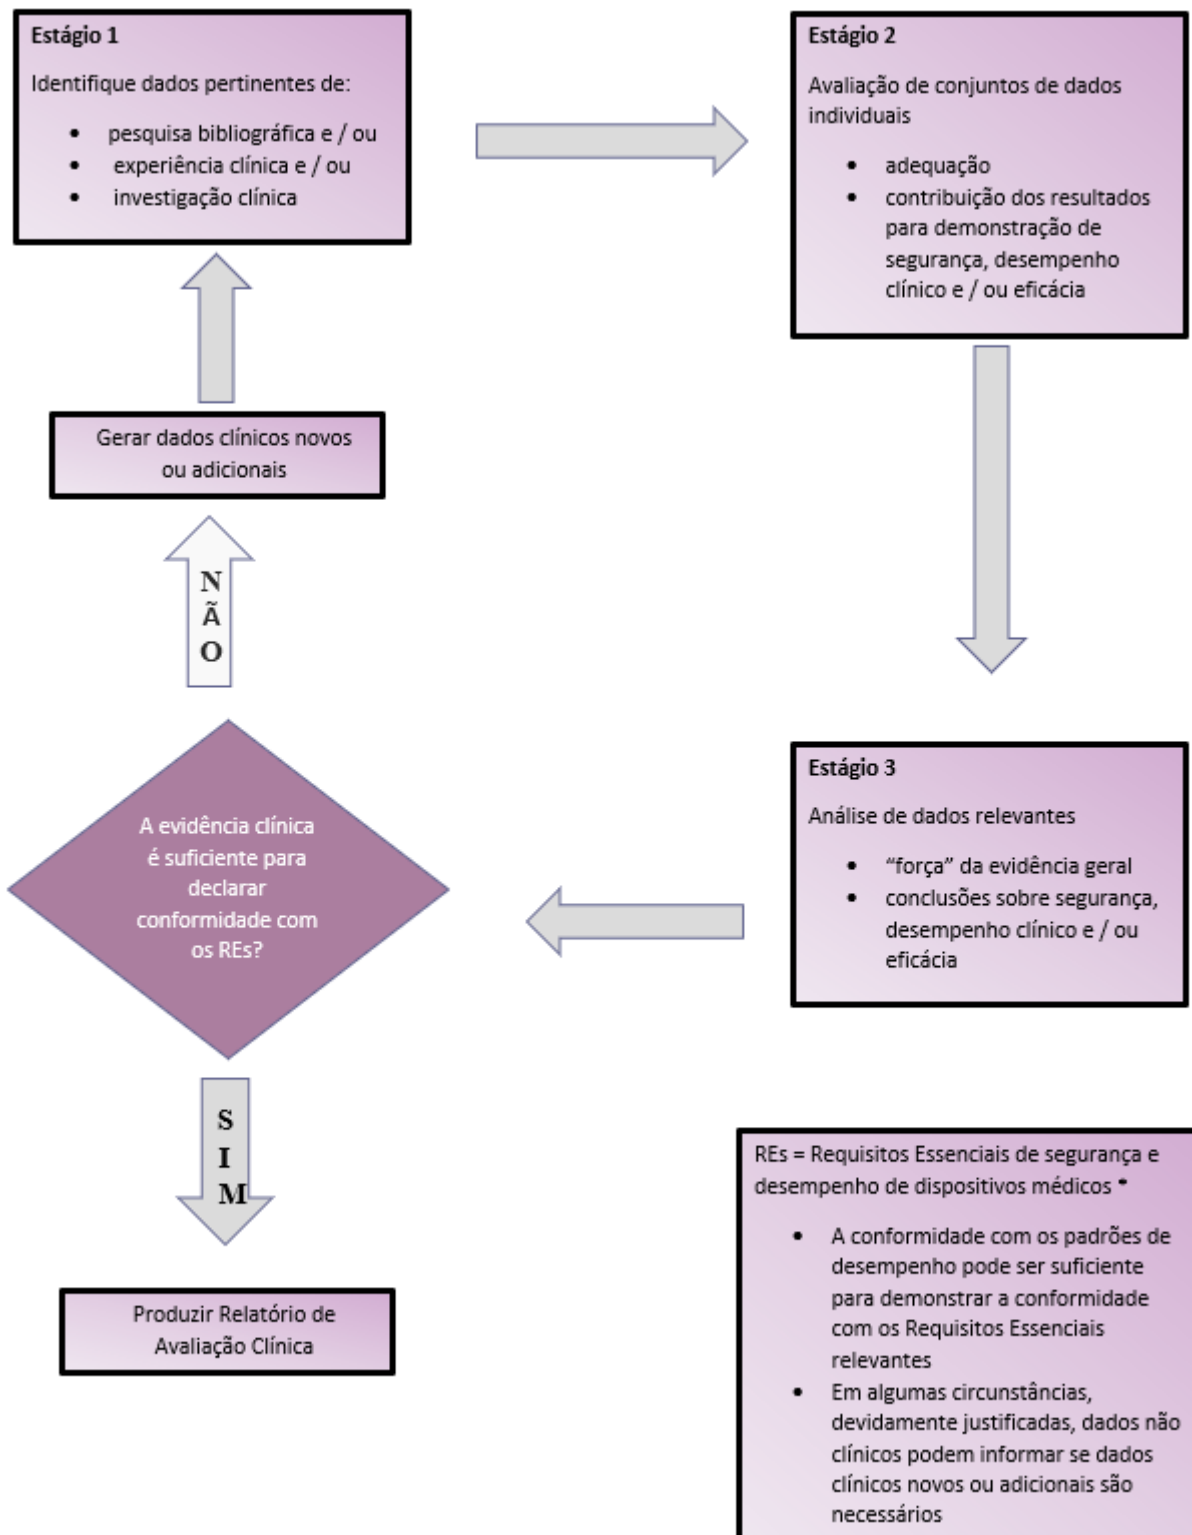 Estágio 1
Identifique dados pertinentes de:
• pesquisa bibliográfica e / ou
• experiência clínica e / ou
• investigação clínica
Estágio 2
Avaliação de conjuntos de dados
individuais
• adequação
• contribuição dos resultados
para demonstração de
segurança, desempenho
clínico e / ou eficácia
Gerar dados clínicos novos
ou adicionais
NÃO
A evidência clínica
é suficiente para
declarar
conformidade com
os REs?
Estágio 3
Análise de dados relevantes
• “força” da evidência geral
• conclusões sobre segurança,
desempenho clínico e / ou
eficácia
SIM
Produzir Relatório de
Avaliação Clínica
REs = Requisitos Essenciais de segurança e
desempenho de dispositivos médicos *
• A conformidade com os padrões de
desempenho pode ser suficiente
para demonstrar a conformidade
com os Requisitos Essenciais
relevantes
• Em algumas circunstâncias,
devidamente justificadas, dados não
clínicos podem informar se dados
clínicos novos ou adicionais são
necessários